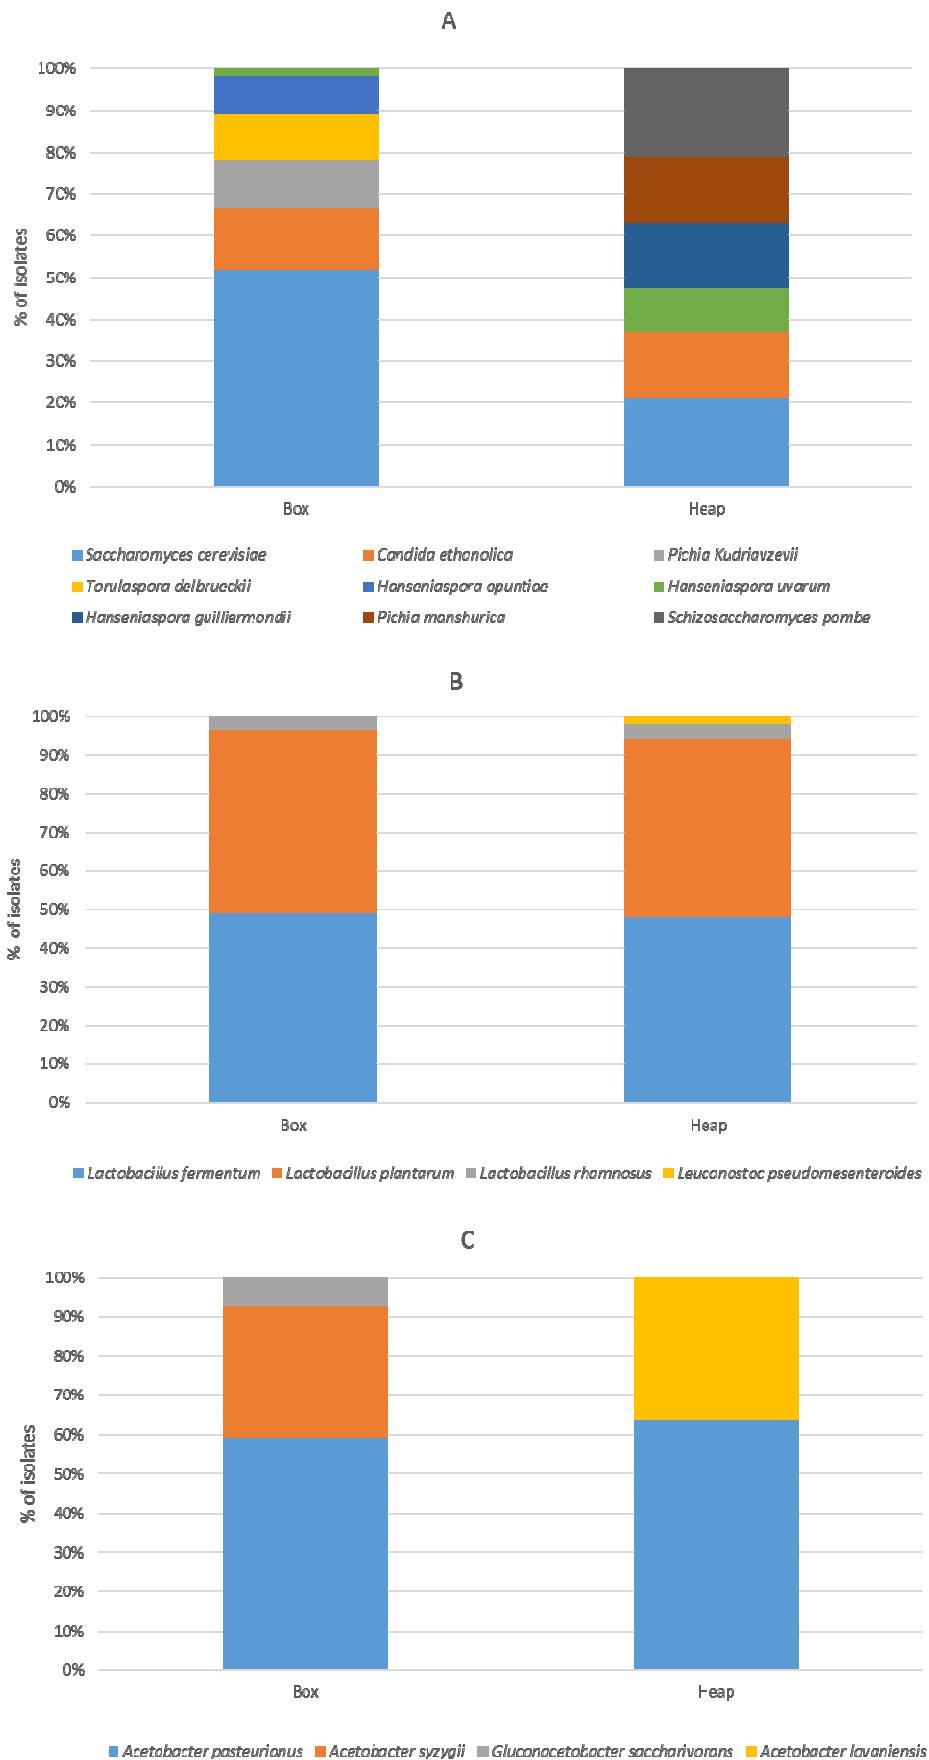 A
100%
90%
80%
70%
60%
50%
40%
30%
20%
10%
0%
% of isolates
Box Heap
Saccharomyces cerevisiae Candida ethanolica Pichia Kudriavzevii
Torulaspora delbrueckii Hanseniaspora opuntiae Hanseniaspora uvarum
Hanseniaspora guilliermondii Pichia manshurica Schizosaccharomyces pombe
B
100%
90%
80%
70%
60%
50%
40%
30%
20%
10%
0%
% of isolates
Box Heap
Lactobacillus fermentum Lactobacillus plantarum Lactobacillus rhamnosus Leuconostoc pseudomesenteroides
C
100%
90%
80%
70%
60%
50%
40%
30%
20%
10%
0%
% of isolates
Box Heap
Acetobacter pasteurianus Acetobacter syzygii Gluconacetobacter saccharivorans Acetobacter lovaniensis